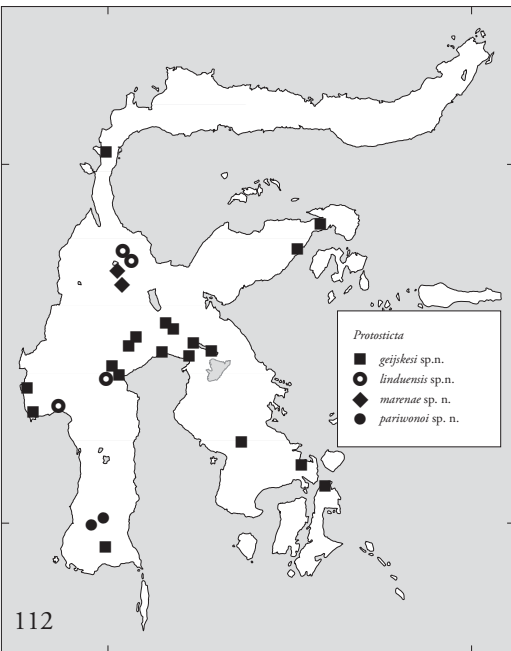 Protosticta
geijskesi sp.n.
linduensis sp.n.
marenae sp. n.
pariwonoi sp. n.
112